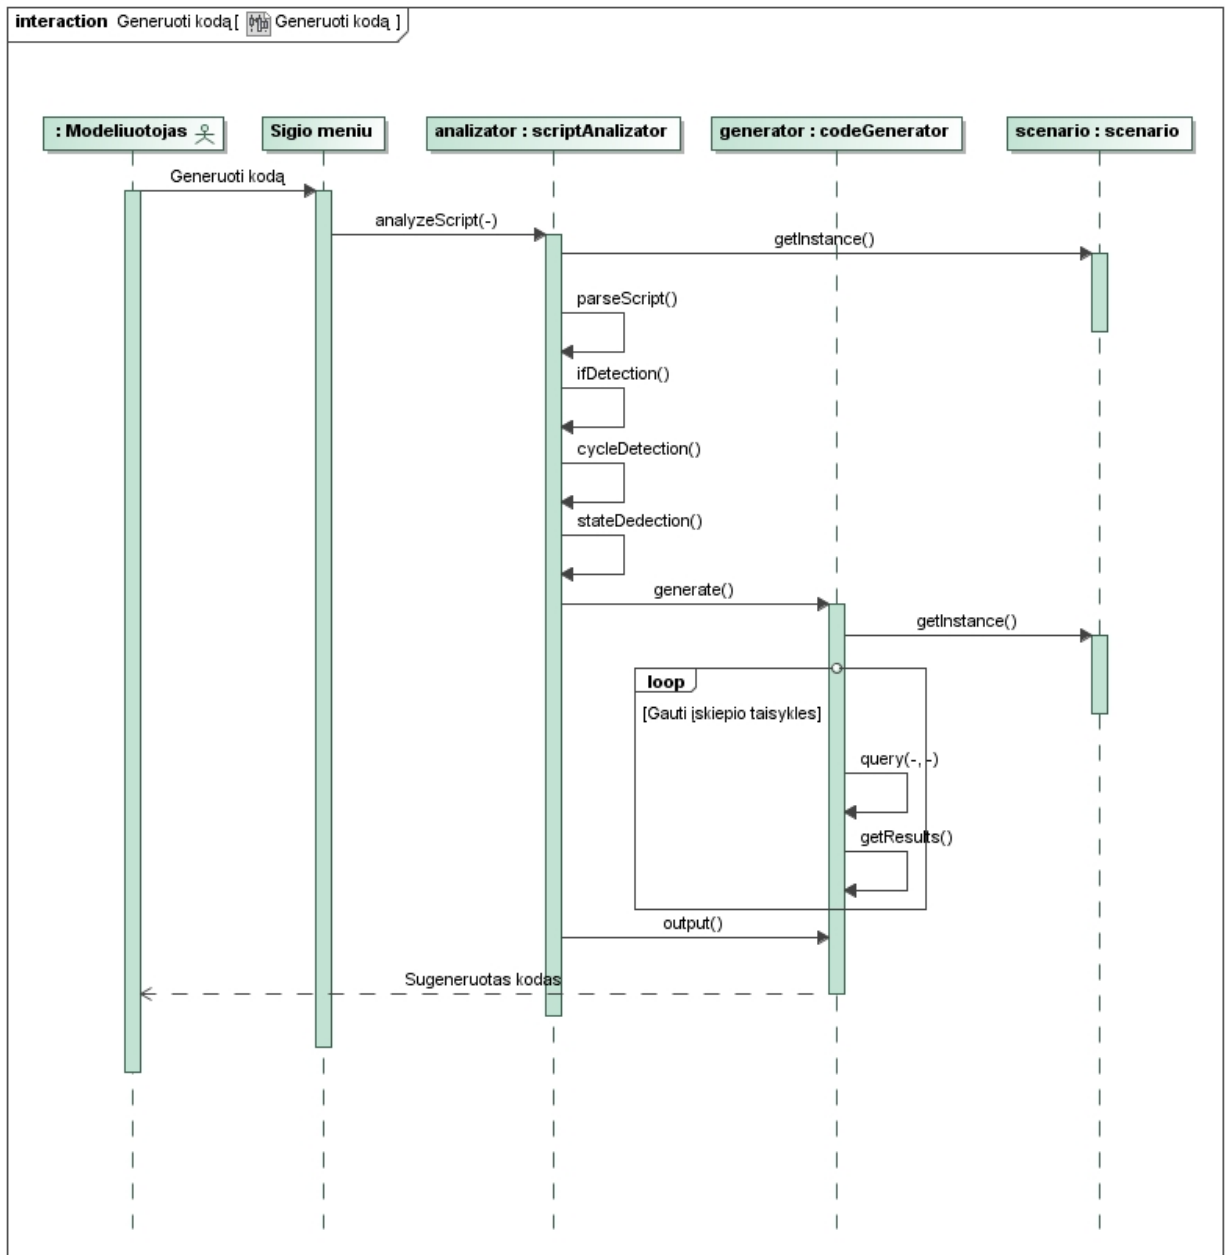 interaction Generuoti kodą[ Generuoti kodą ]
: Modeliuotojas
Sigio meniu
analizator : scriptAnalizator
generator : codeGenerator
scenario : scenario
Generuoti kodą
analyzeScript(-)
getInstance()
parseScript()
ifDetection()
cycleDetection()
stateDedection()
generate()
getInstance()
loop
[Gauti įskiepio taisykles]
query(-,-)
getResults()
output()
Sugeneruotas kodas